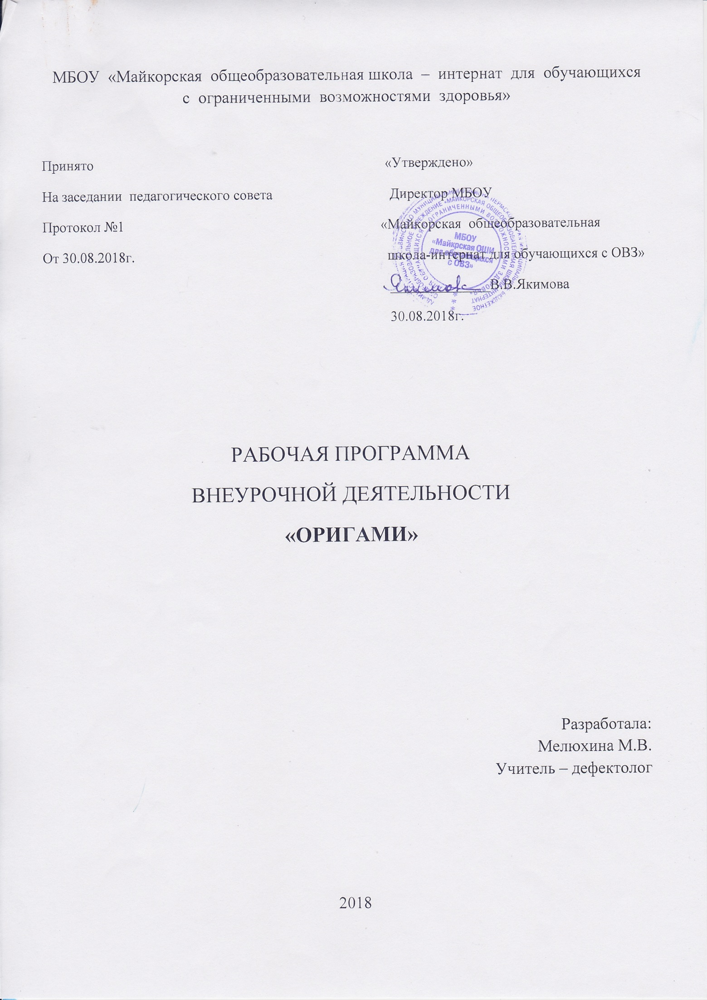 МБОУ «Майкорская общеобразовательная школа – интернат для обучающихся
с ограниченными возможностями здоровья»
Принято
На заседании педагогического совета
Протокол №1
От 30.08.2018г.
«Утверждено»
Директор МБОУ
«Майкорская общеобразовательная
школа-интернат для обучающихся с ОВЗ»
В.В.Якимова
30.08.2018г.
МБОУ
«Майкрская ОШИ
для обучающихся
с ОВЗ»
РАБОЧАЯ ПРОГРАММА
ВНЕУРОЧНОЙ ДЕЯТЕЛЬНОСТИ
«ОРИГАМИ»
Разработала:
Мелюхина М.В.
Учитель – дефектолог
2018